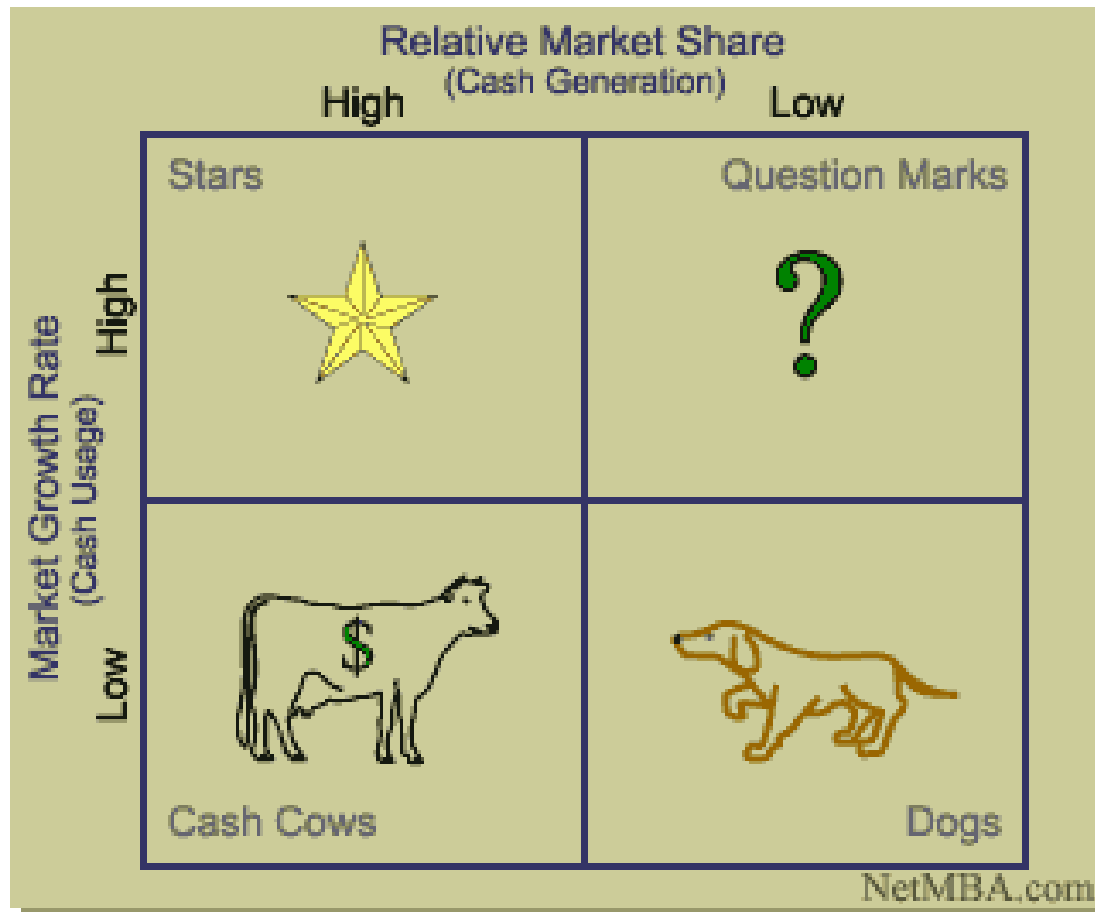 Relative Market Share
(Cash Generation)
High
Low
Stars
Question Marks
?
Market Growth Rate
(Cash Usage)
High
Low
$
Cash Cows
Dogs
NetMBA.com